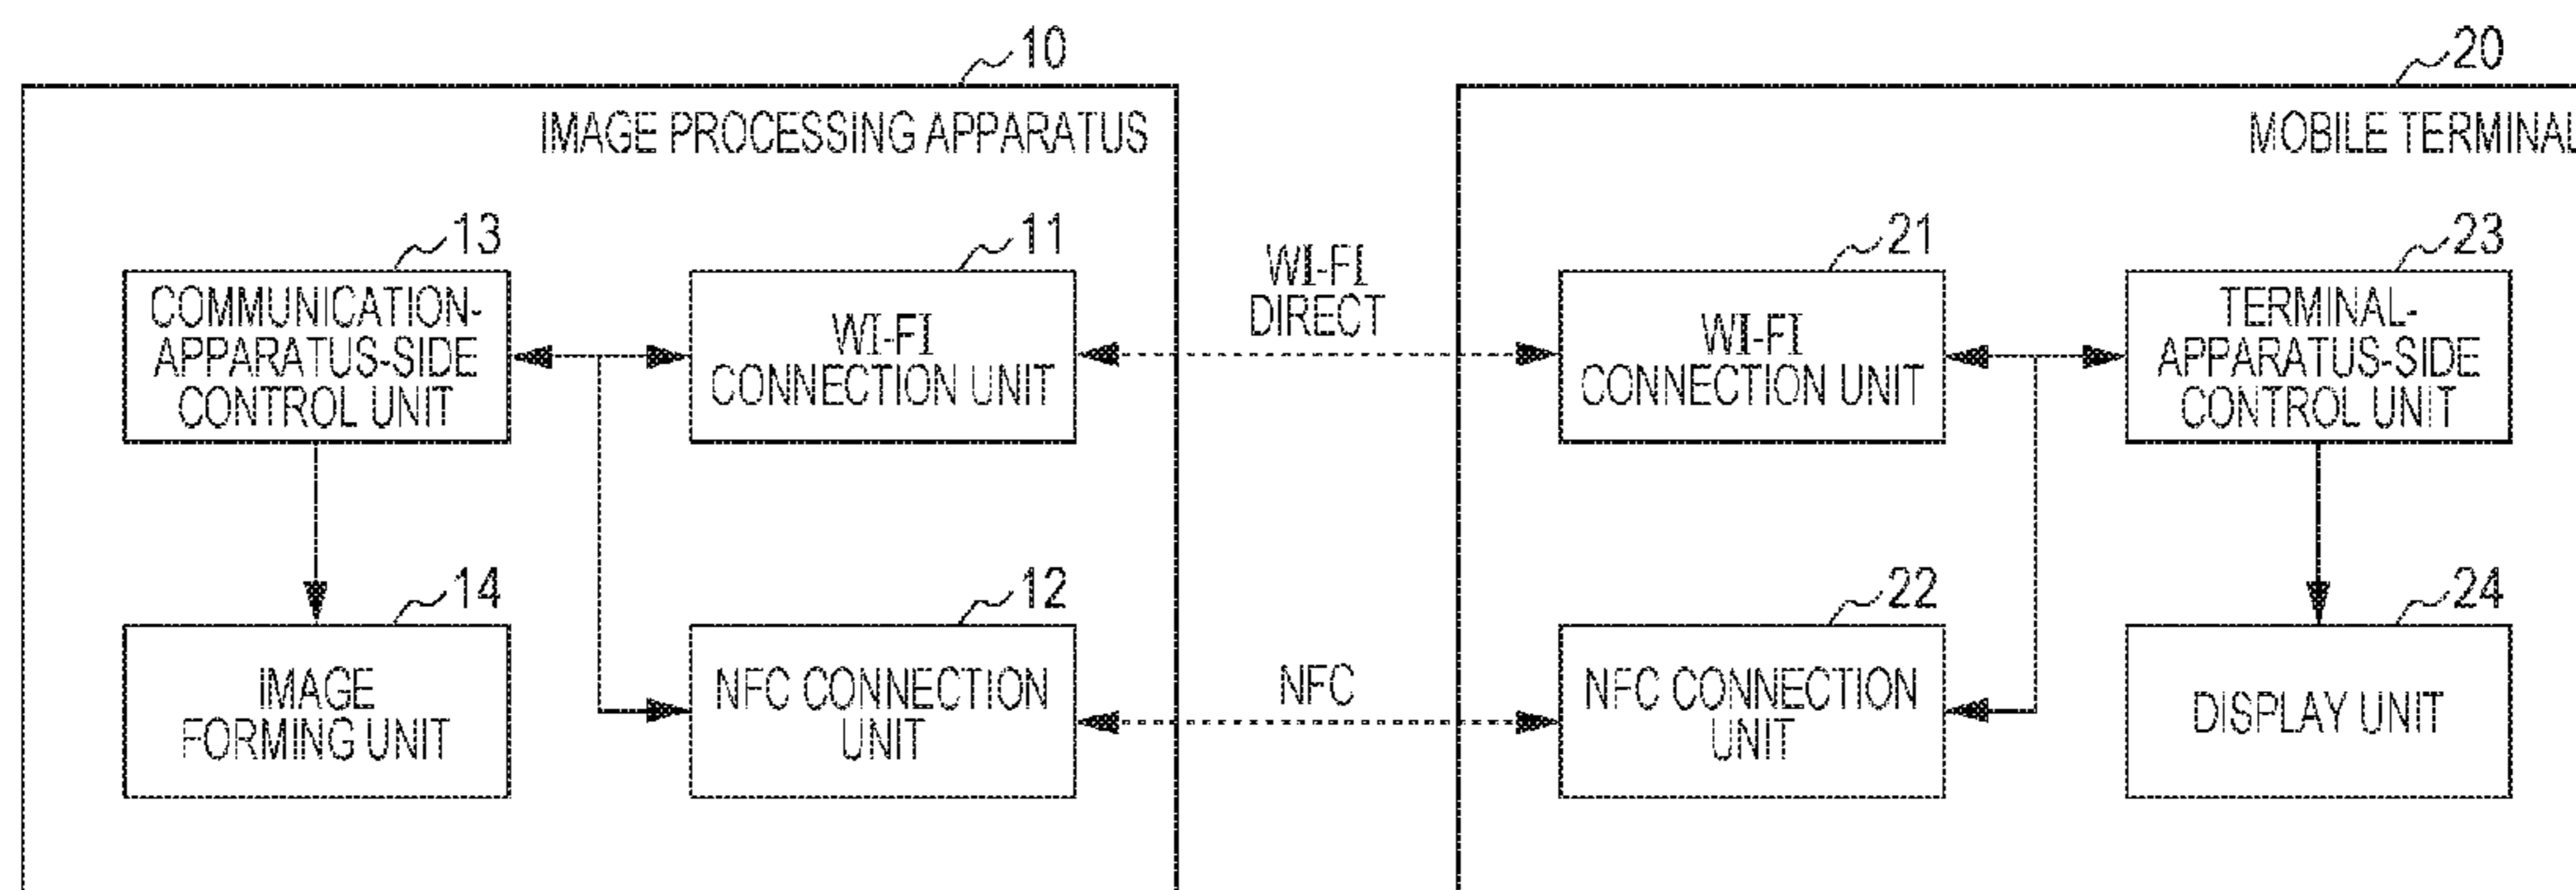 10
20
IMAGE PROCESSING APPARATUS
MOBILE TERMINAL
13
11
21
23
COMMUNICATION-
APPARATUS-SIDE
CONTROL UNIT
WI-FI
CONNECTION UNIT
WI-FI
DIRECT
WI-FI
CONNECTION UNIT
TERMINAL-
APPARATUS-SIDE
CONTROL UNIT
14
12
22
24
IMAGE
FORMING UNIT
NFC CONNECTION
UNIT
NFC
NFC CONNECTION
UNIT
DISPLAY UNIT